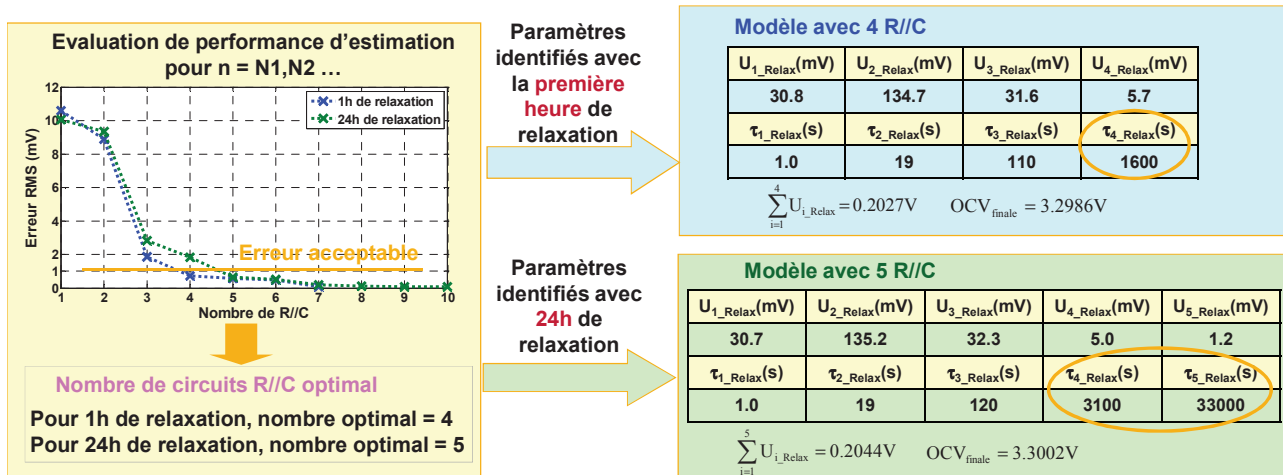 Evaluation de performance d'estimation
pour n = N1,N2 ...
12
10
8
6
4
2
1
0
Erreur RMS (mV)
1h de relaxation
24h de relaxation
Erreur acceptable
1 2 3 4 5 6 7 8 9 10
Nombre de R//C
Nombre de circuits R//C optimal
Pour 1h de relaxation, nombre optimal = 4
Pour 24h de relaxation, nombre optimal = 5
Paramètres
identifiés avec
la première
heure de
relaxation
Paramètres
identifiés avec
24h de
relaxation
Modèle avec 4 R//C
U1_Relax(mV) U2_Relax(mV) U3_Relax(mV) U4_Relax(mV)
30.8 134.7 31.6 5.7
τ1_Relax(s) τ2_Relax(s) τ3_Relax(s) τ4_Relax(s)
1.0 19 110 1600
4
∑ Ui_Relax = 0.2027V OCVfinale = 3.2986V
i=1
Modèle avec 5 R//C
U1_Relax(mV) U2_Relax(mV) U3_Relax(mV) U4_Relax(mV) U5_Relax(mV)
30.7 135.2 32.3 5.0 1.2
τ1_Relax(s) τ2_Relax(s) τ3_Relax(s) τ4_Relax(s) τ5_Relax(s)
1.0 19 120 3100 33000
5
∑ Ui_Relax = 0.2044V OCVfinale = 3.3002V
i=1